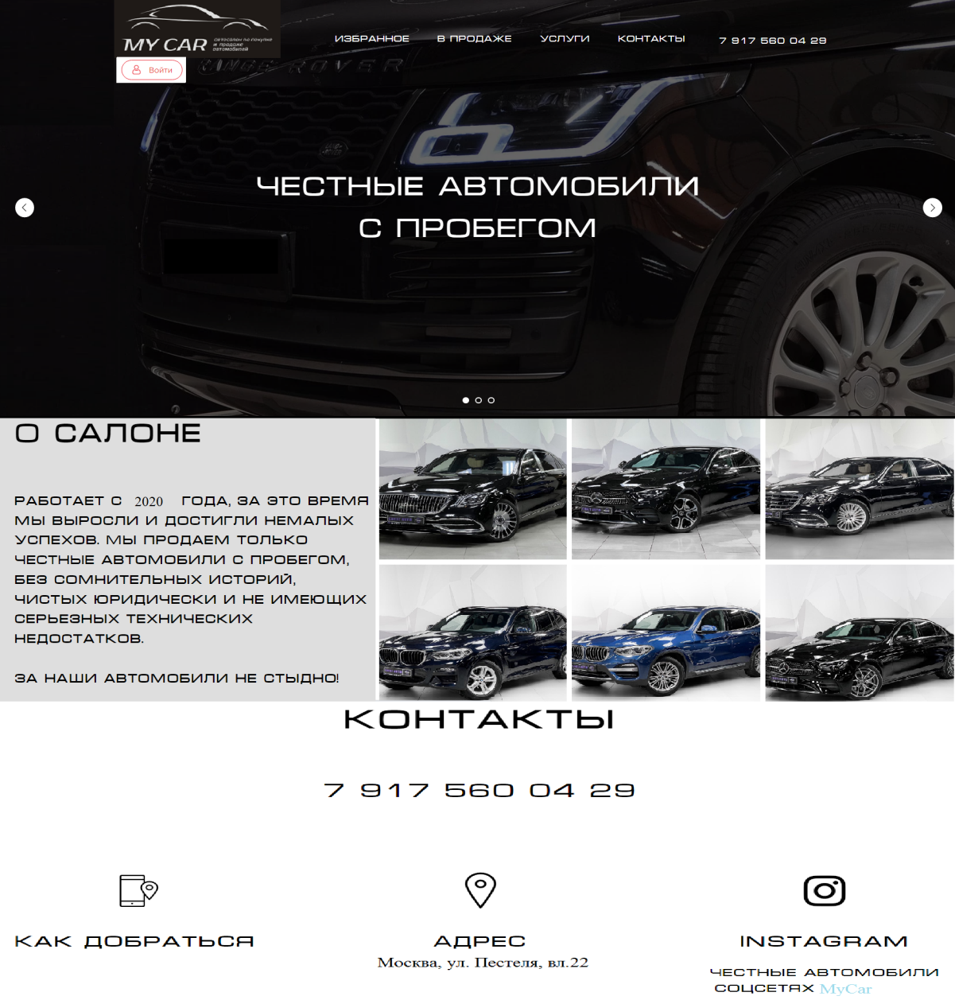 MY CAR
автосалон по покупке
и продаже
автомобилей
ИЗБРАННОЕ
В ПРОДАЖЕ
УСЛУГИ
КОНТАКТЫ
7 917 560 04 29
Войти
RANGE ROVER
ЧЕСТНЫЕ АВТОМОБИЛИ
С ПРОБЕГОМ
О САЛОНЕ
РАБОТАЕТ С 2020 ГОДА, ЗА ЭТО ВРЕМЯ
МЫ ВЫРОСЛИ И ДОСТИГЛИ НЕМАЛЫХ
УСПЕХОВ. МЫ ПРОДАЕМ ТОЛЬКО
ЧЕСТНЫЕ АВТОМОБИЛИ С ПРОБЕГОМ,
БЕЗ СОМНИТЕЛЬНЫХ ИСТОРИЙ,
ЧИСТЫХ ЮРИДИЧЕСКИ И НЕ ИМЕЮЩИХ
СЕРЬЕЗНЫХ ТЕХНИЧЕСКИХ
НЕДОСТАТКОВ.
ЗА НАШИ АВТОМОБИЛИ НЕ СТЫДНО!
КОНТАКТЫ
7 917 560 04 29
КАК ДОБРАТЬСЯ
АДРЕС
Москва, ул. Пестеля, вл.22
INSTAGRAM
ЧЕСТНЫЕ АВТОМОБИЛИ
СОЦСЕТЯХ MyCar